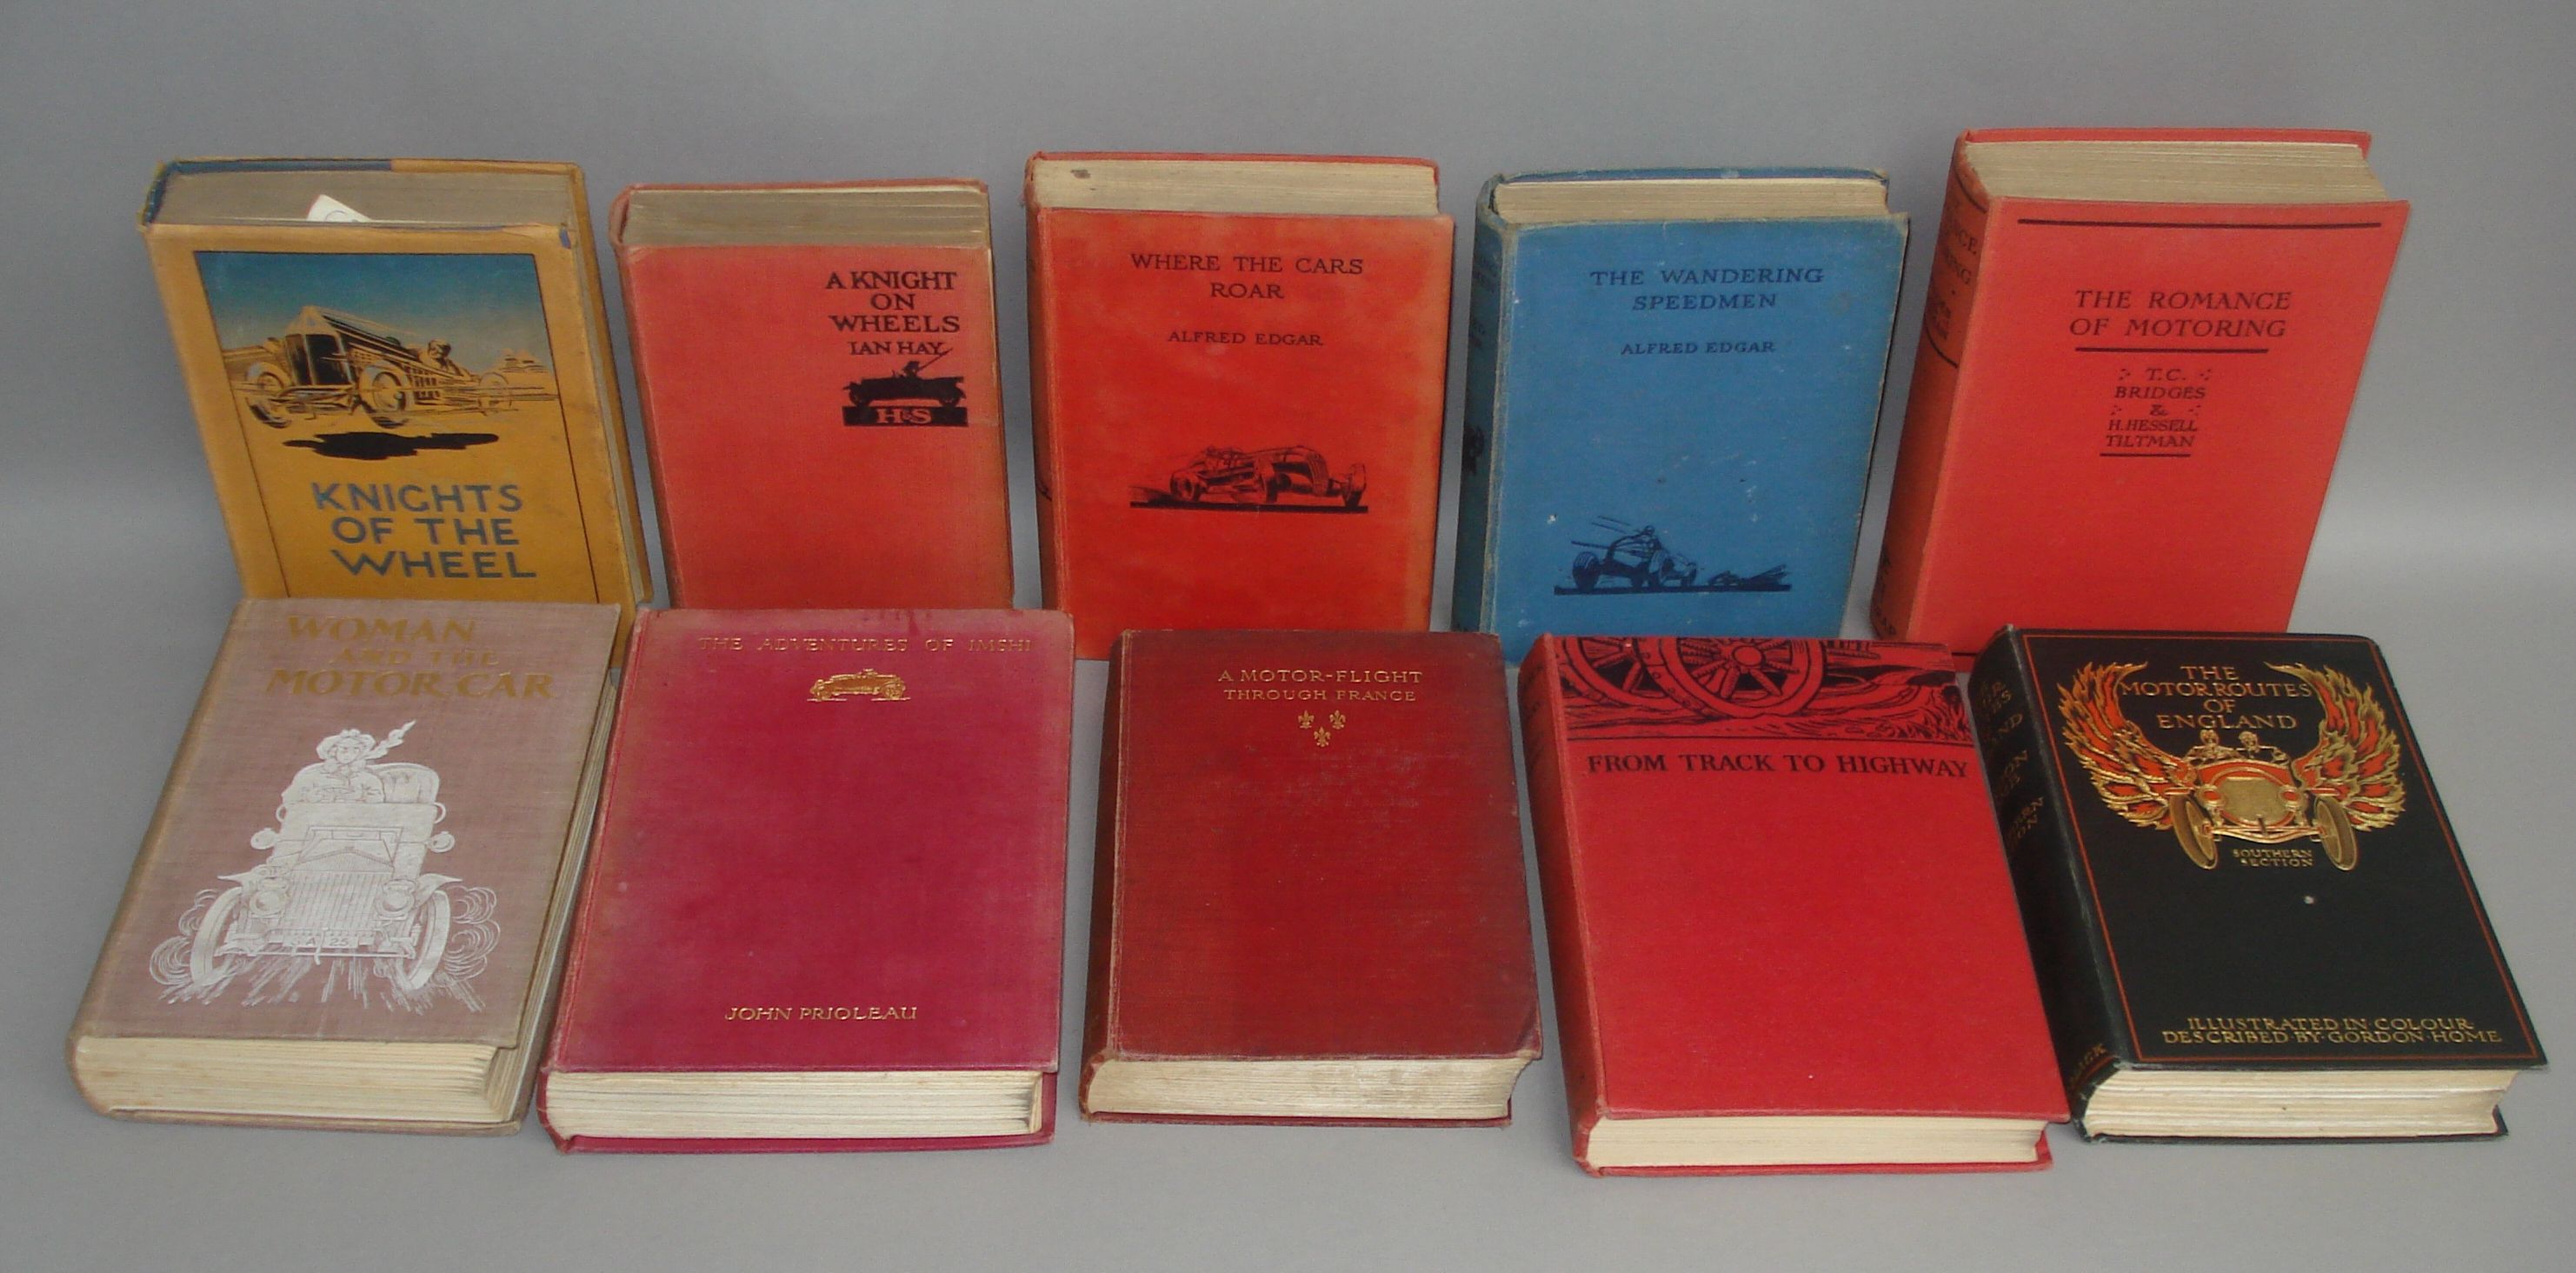 KNIGHTS
OF THE
WHEEL
A KNIGHT
ON
WHEELS
IAN HAY
H&S
WHERE THE CARS
ROAR
ALFRED EDGAR
THE WANDERING
SPEEDMEN
ALFRED EDGAR
THE ROMANCE
OF MOTORING
T.C.
BRIDGES
&
H. HESSELL
TILTMAN
WOMAN
AND THE
MOTOR CAR
A 25
THE ADVENTURES OF IMSHI
JOHN PRIOLEAU
A MOTOR-FLIGHT
THROUGH FRANCE
FROM TRACK TO HIGHWAY
THE
MOTOR ROUTES
OF
ENGLAND
SOUTHERN
SECTION
ILLUSTRATED IN COLOUR
DESCRIBED·BY·GORDON·HOME